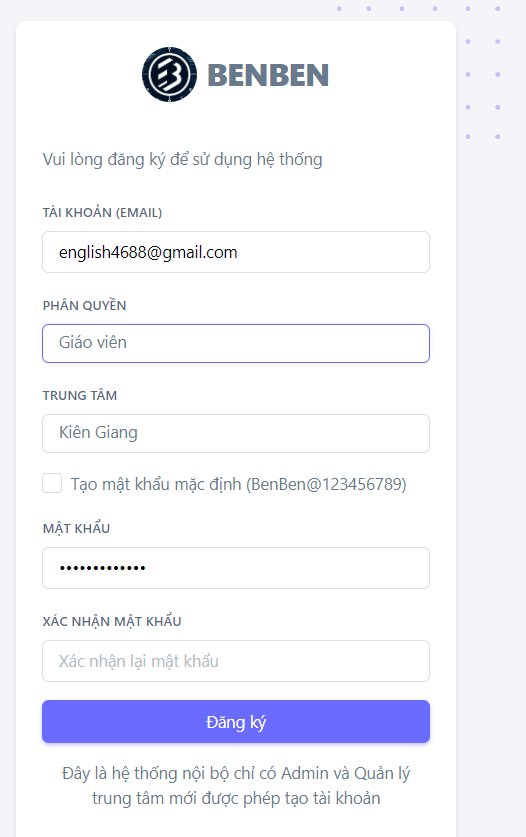 BENBEN
Vui lòng đăng ký để sử dụng hệ thống
TÀI KHOẢN (EMAIL)
english4688@gmail.com
PHÂN QUYỀN
Giáo viên
TRUNG TÂM
Kiên Giang
Tạo mật khẩu mặc định (BenBen@123456789)
MẬT KHẨU
•••••••••••••
XÁC NHẬN MẬT KHẨU
Xác nhận lại mật khẩu
Đăng ký
Đây là hệ thống nội bộ chỉ có Admin và Quản lý
trung tâm mới được phép tạo tài khoản